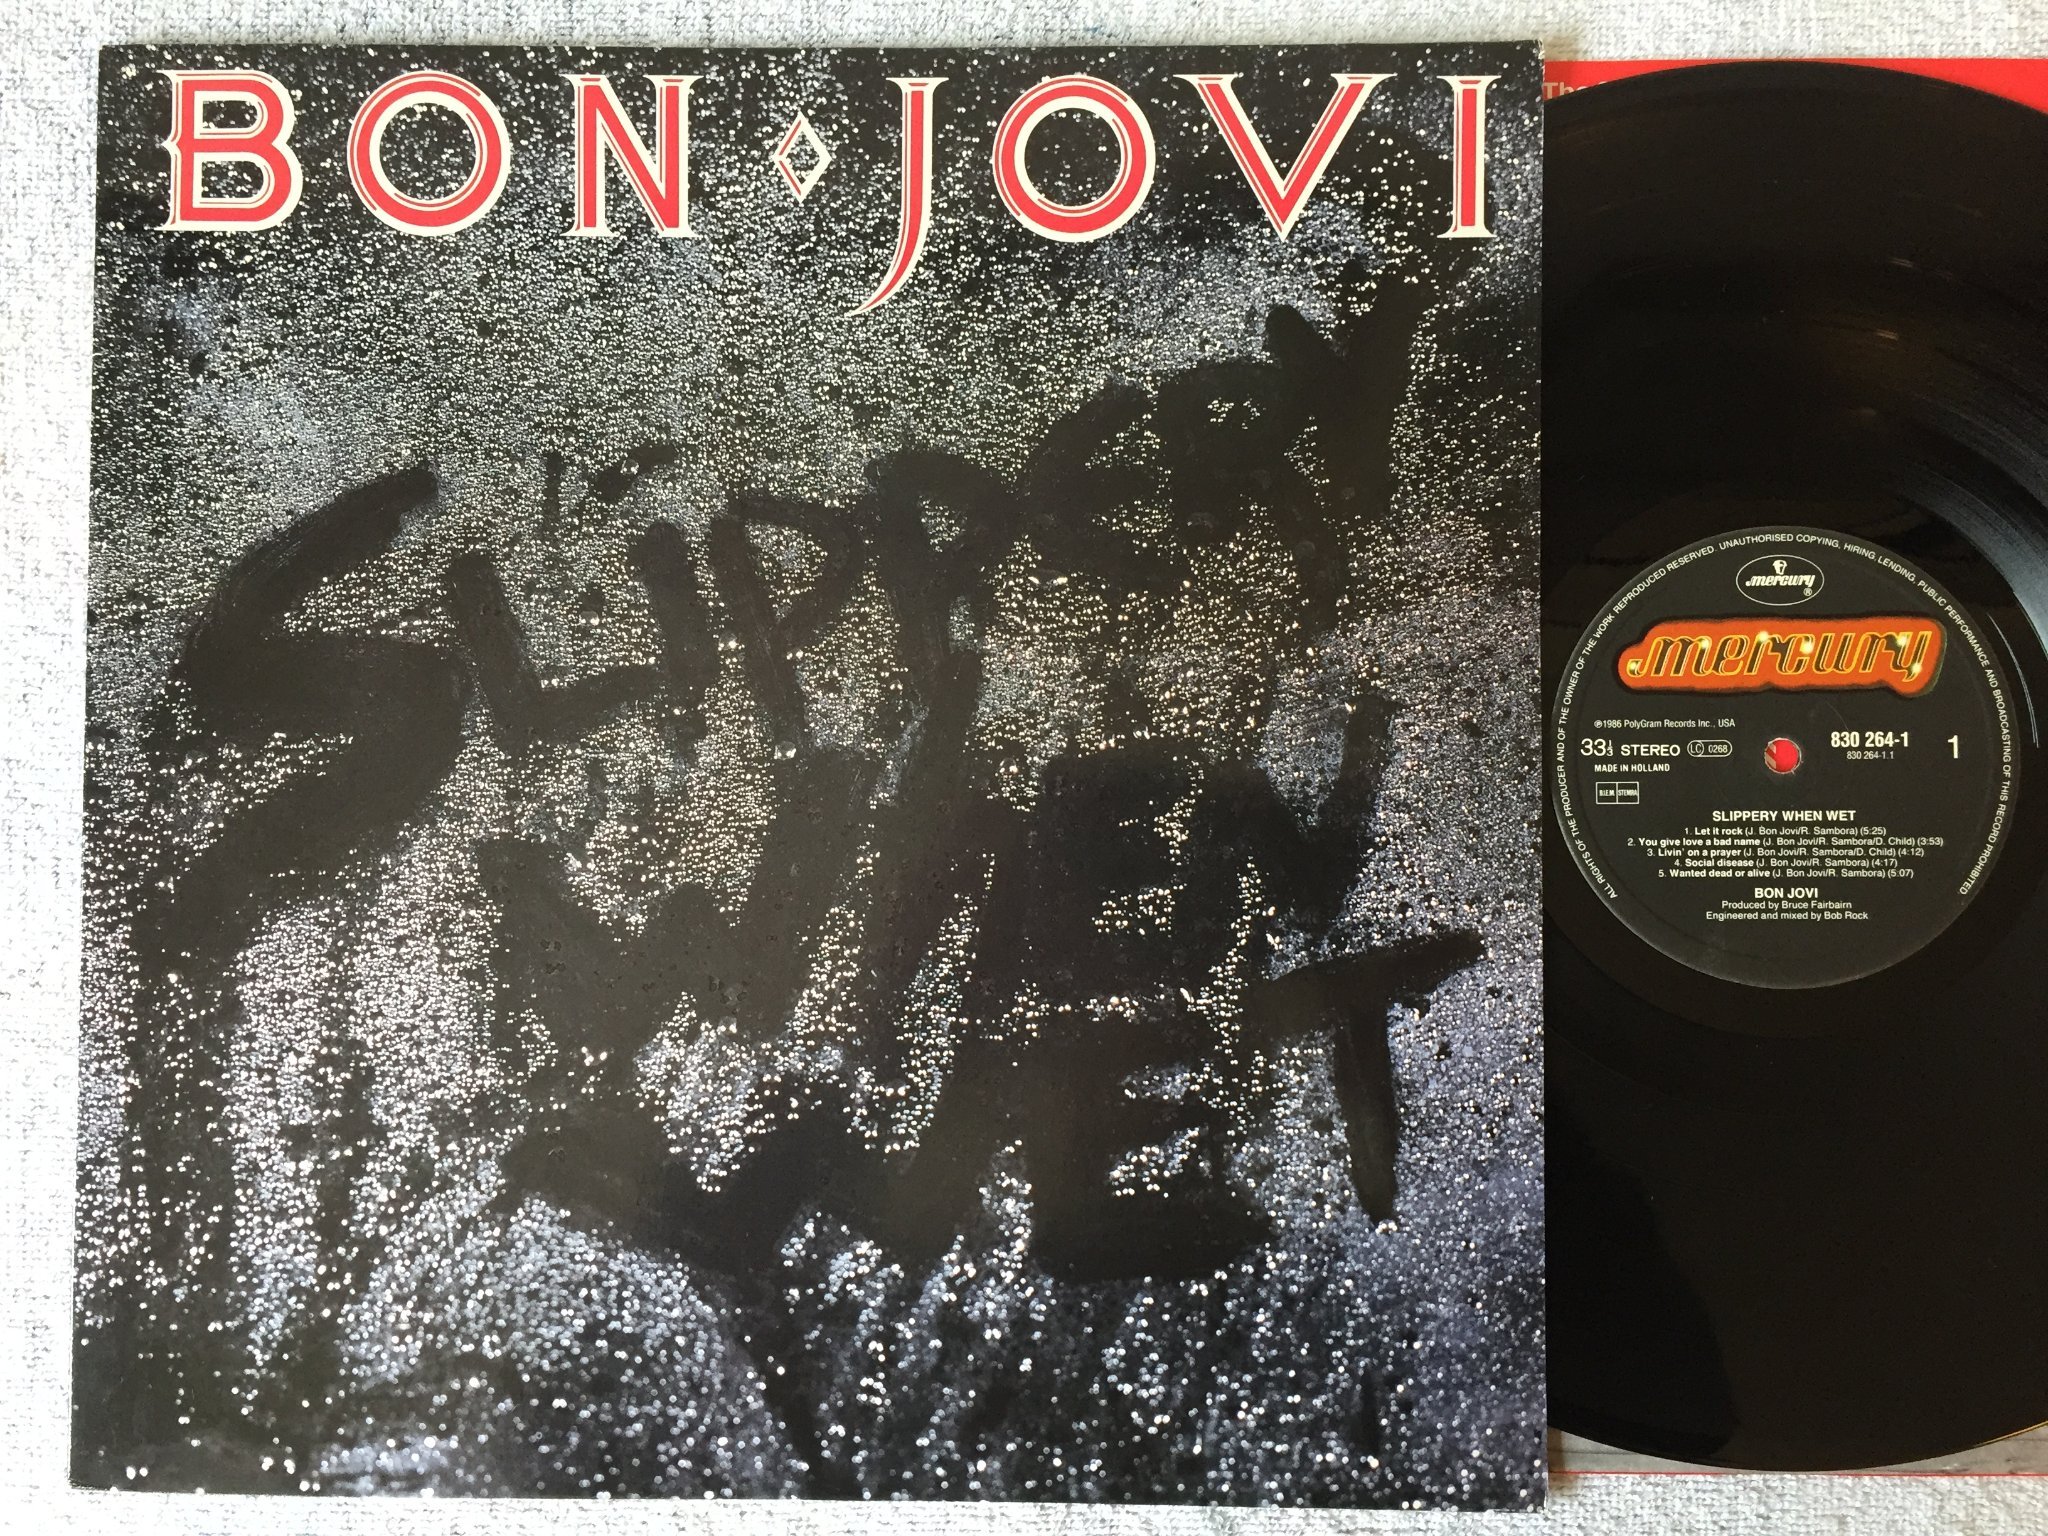 BON JOVI
SLIPPERY
WHEN
WET
The
ALL RIGHTS OF THE PRODUCER AND OF THE OWNER OF THE WORK REPRODUCED RESERVED. UNAUTHORISED COPYING, HIRING, LENDING, PUBLIC PERFORMANCE AND BROADCASTING OF THIS RECORD PROHIBITED.
mercury
®
mercury
℗1986 PolyGram Records Inc., USA
33⅓ STEREO LC 0268
MADE IN HOLLAND
830 264-1
830 264-1.1
1
B.I.E.M. STEMRA
SLIPPERY WHEN WET
1. Let it rock (J. Bon Jovi/R. Sambora) (5:25)
2. You give love a bad name (J. Bon Jovi/R. Sambora/D. Child) (3:53)
3. Livin' on a prayer (J. Bon Jovi/R. Sambora/D. Child) (4:12)
4. Social disease (J. Bon Jovi/R. Sambora) (4:17)
5. Wanted dead or alive (J. Bon Jovi/R. Sambora) (5:07)
BON JOVI
Produced by Bruce Fairbairn
Engineered and mixed by Bob Rock